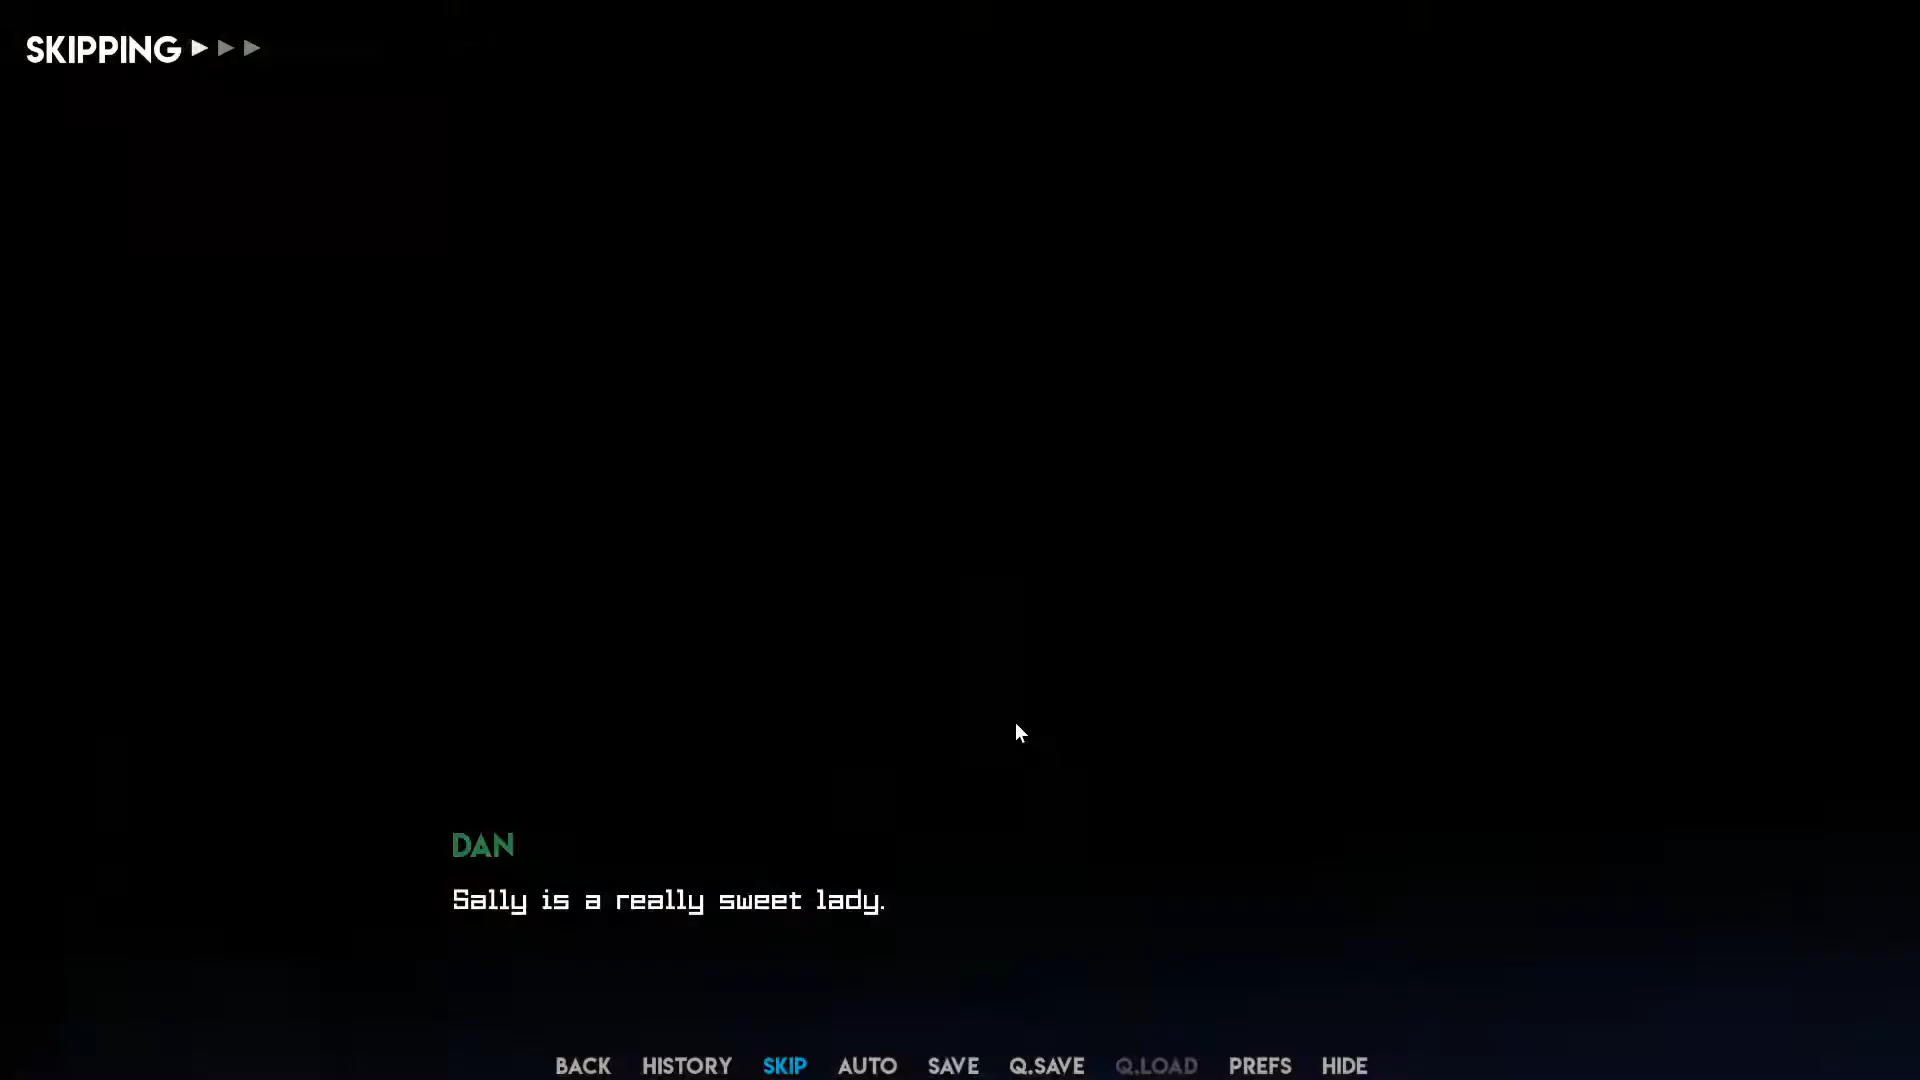 SKIPPING
DAN
Sally is a really sweet lady.
BACK HISTORY SKIP AUTO SAVE Q.SAVE Q.LOAD PREFS HIDE